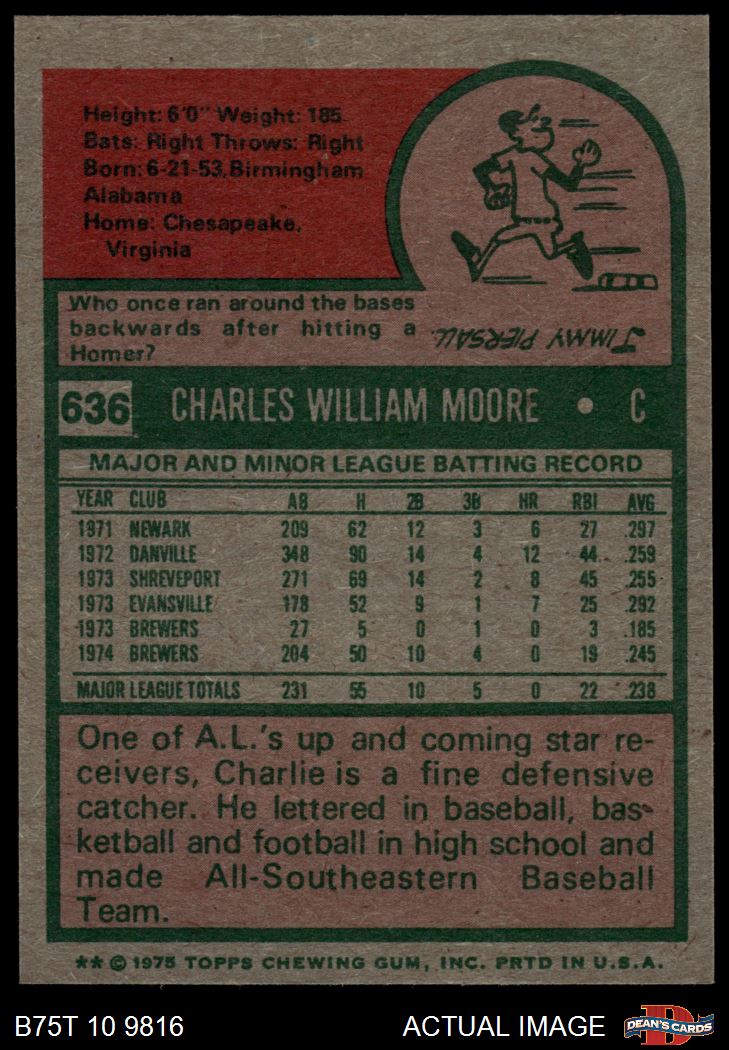 Height: 6'0" Weight: 185
Bats: Right Throws: Right
Born: 6-21-53, Birmingham
Alabama
Home: Chesapeake,
Virginia
Who once ran around the bases
backwards after hitting a
Homer?
JIMMY PIERSALL.
636 CHARLES WILLIAM MOORE • C
MAJOR AND MINOR LEAGUE BATTING RECORD
YEAR CLUB AB H 2B 3B HR RBI AVG
1971 NEWARK 209 62 12 3 6 27 .297
1972 DANVILLE 348 90 14 4 12 44 .259
1973 SHREVEPORT 271 69 14 2 8 45 .255
1973 EVANSVILLE 178 52 9 1 7 25 .292
1973 BREWERS 27 5 0 1 0 3 .185
1974 BREWERS 204 50 10 4 0 19 .245
MAJOR LEAGUE TOTALS 231 55 10 5 0 22 .238
One of A.L.'s up and coming star re-
ceivers, Charlie is a fine defensive
catcher. He lettered in baseball, bas-
ketball and football in high school and
made All-Southeastern Baseball
Team.
** © 1975 TOPPS CHEWING GUM, INC. PRTD IN U.S.A.
B75T 10 9816 ACTUAL IMAGE DEAN'S CARDS